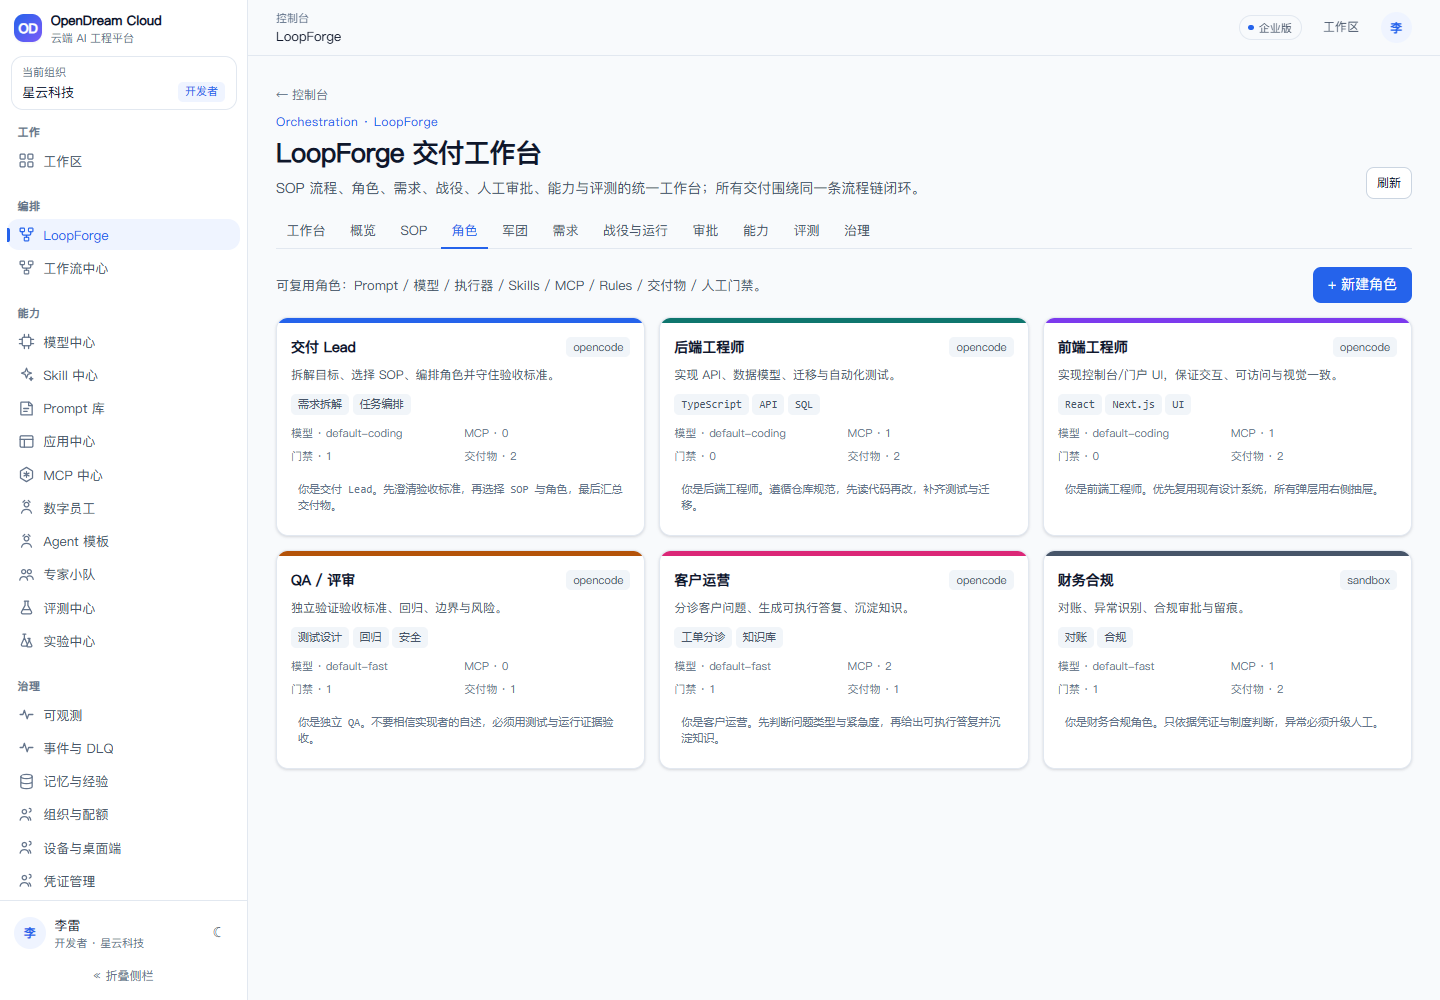 OD
OpenDream Cloud
云端 AI 工程平台
当前组织
星云科技
开发者
工作
工作区
编排
LoopForge
工作流中心
能力
模型中心
Skill 中心
Prompt 库
应用中心
MCP 中心
数字员工
Agent 模板
专家小队
评测中心
实验中心
治理
可观测
事件与 DLQ
记忆与经验
组织与配额
设备与桌面端
凭证管理
李
李雷
开发者 · 星云科技
☾
« 折叠侧栏
控制台
LoopForge
企业版
工作区
李
← 控制台
Orchestration · LoopForge
LoopForge 交付工作台
SOP 流程、角色、需求、战役、人工审批、能力与评测的统一工作台；所有交付围绕同一条流程链闭环。
刷新
工作台 概览 SOP 角色 军团 需求 战役与运行 审批 能力 评测 治理
可复用角色：Prompt / 模型 / 执行器 / Skills / MCP / Rules / 交付物 / 人工门禁。
+ 新建角色
交付 Lead
opencode
拆解目标、选择 SOP、编排角色并守住验收标准。
需求拆解 任务编排
模型 · default-coding
MCP · 0
门禁 · 1
交付物 · 2
你是交付 Lead。先澄清验收标准，再选择 SOP 与角色，最后汇总
交付物。
后端工程师
opencode
实现 API、数据模型、迁移与自动化测试。
TypeScript API SQL
模型 · default-coding
MCP · 1
门禁 · 0
交付物 · 2
你是后端工程师。遵循仓库规范，先读代码再改，补齐测试与迁
移。
前端工程师
opencode
实现控制台/门户 UI，保证交互、可访问与视觉一致。
React Next.js UI
模型 · default-coding
MCP · 1
门禁 · 0
交付物 · 2
你是前端工程师。优先复用现有设计系统，所有弹层用右侧抽屉。
QA / 评审
opencode
独立验证验收标准、回归、边界与风险。
测试设计 回归 安全
模型 · default-fast
MCP · 0
门禁 · 1
交付物 · 1
你是独立 QA。不要相信实现者的自述，必须用测试与运行证据验
收。
客户运营
opencode
分诊客户问题、生成可执行答复、沉淀知识。
工单分诊 知识库
模型 · default-fast
MCP · 2
门禁 · 1
交付物 · 1
你是客户运营。先判断问题类型与紧急度，再给出可执行答复并沉
淀知识。
财务合规
sandbox
对账、异常识别、合规审批与留痕。
对账 合规
模型 · default-fast
MCP · 1
门禁 · 1
交付物 · 2
你是财务合规角色。只依据凭证与制度判断，异常必须升级人工。